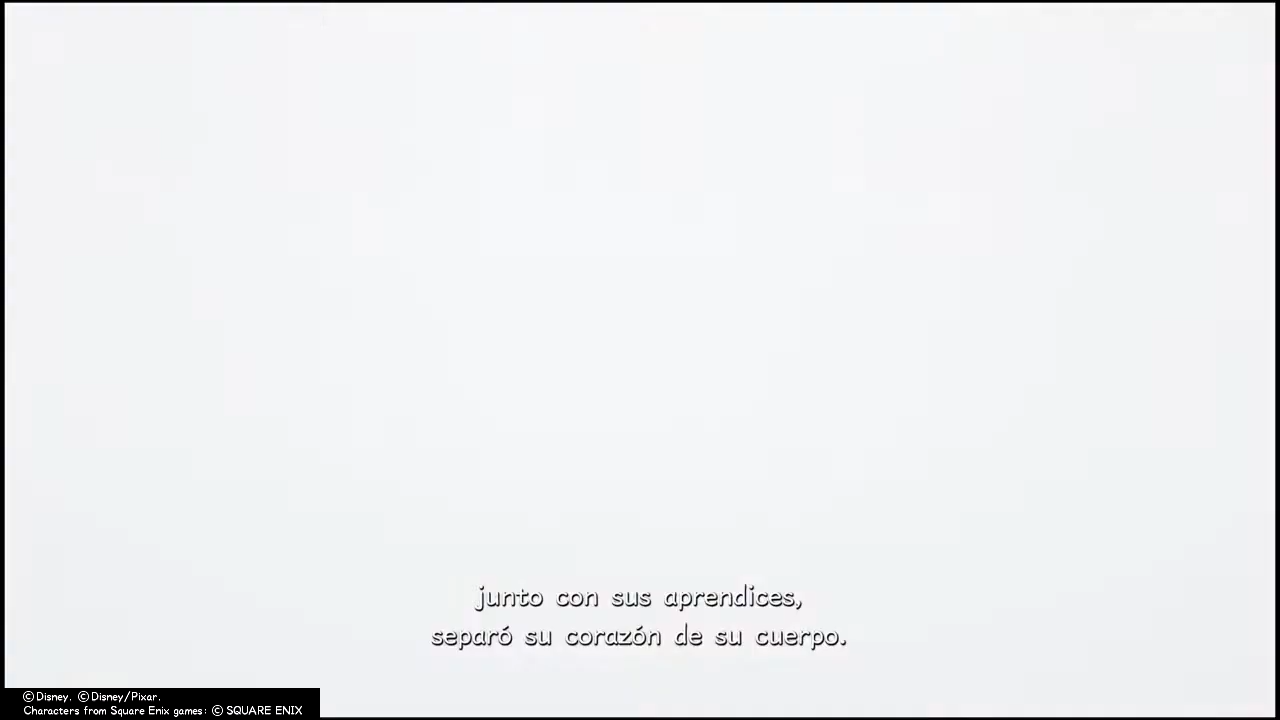 junto con sus aprendices,
separó su corazón de su cuerpo.
©Disney. ©Disney/Pixar.
Characters from Square Enix games: © SQUARE ENIX